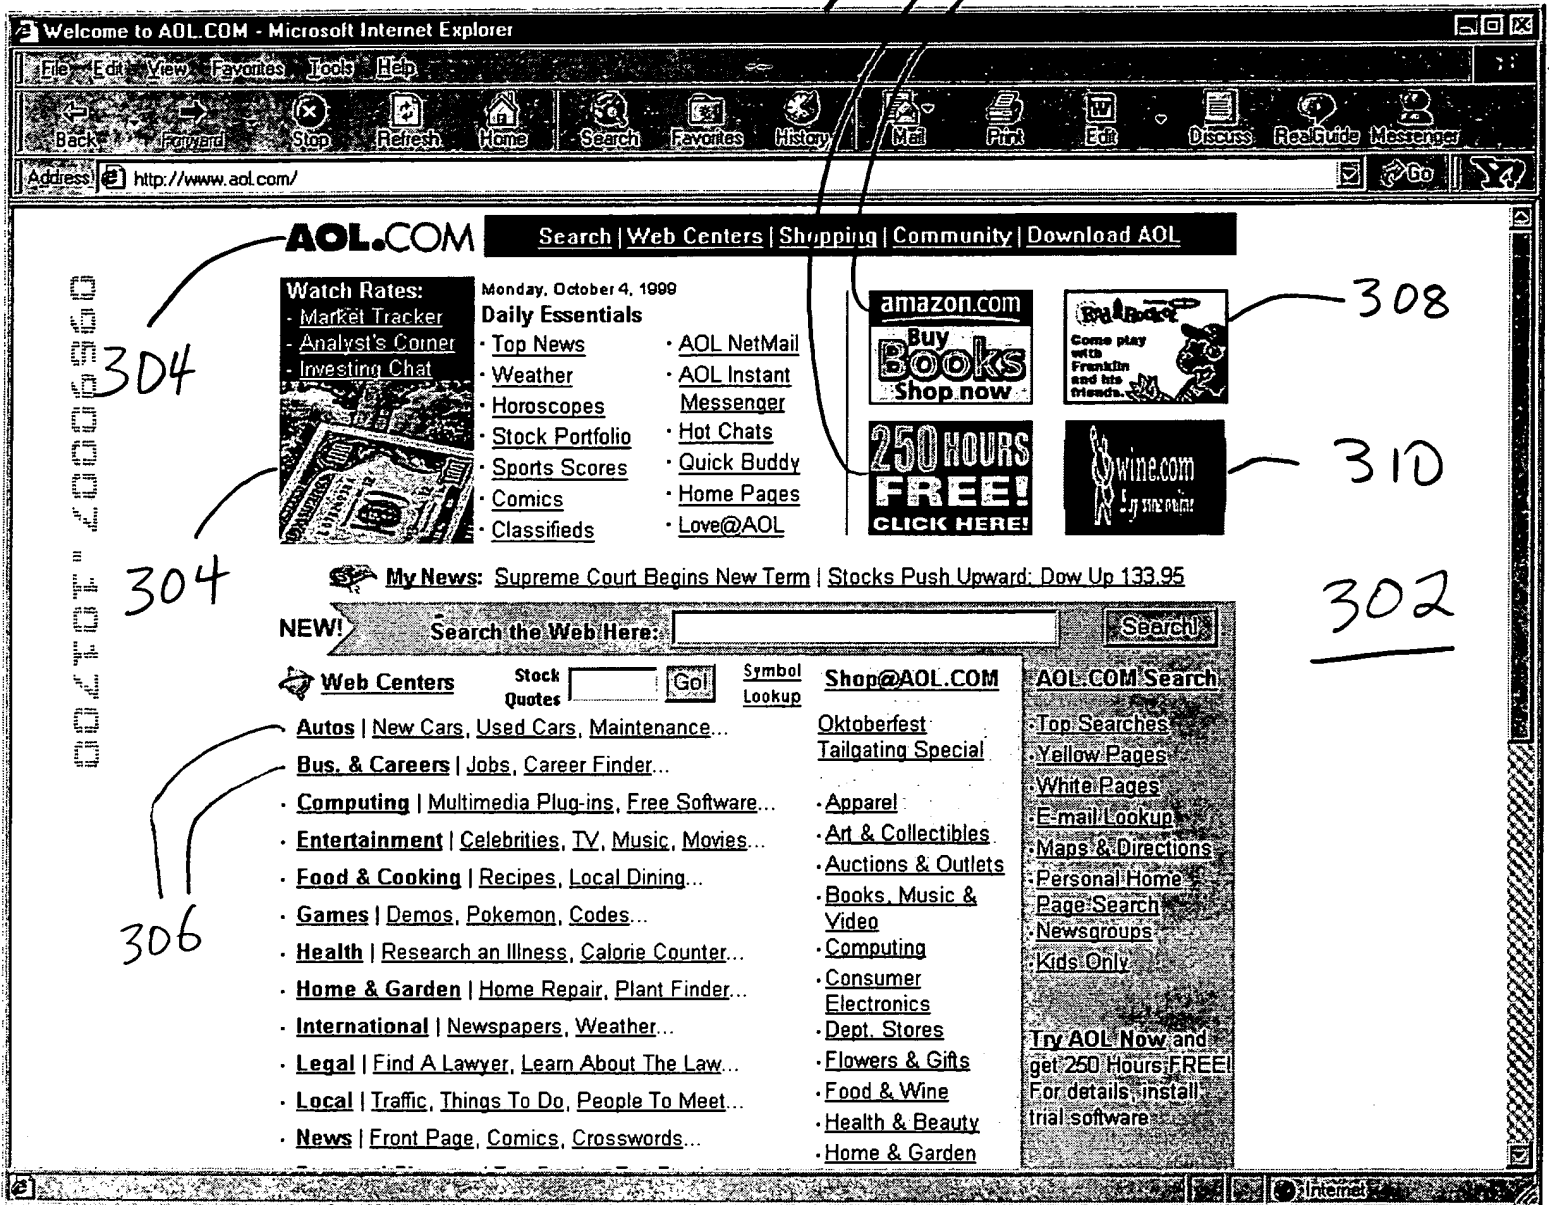 Welcome to AOL.COM - Microsoft Internet Explorer
File Edit View Favorites Tools Help
Back Forward Stop Refresh Home Search Favorites History Mail Print Edit Discuss RealGuide Messenger
Address http://www.aol.com/ Go Y!
AOL.COM Search | Web Centers | Shopping | Community | Download AOL
Watch Rates:
- Market Tracker
- Analyst's Corner
- Investing Chat
Monday, October 4, 1999
Daily Essentials
· Top News
· Weather
· Horoscopes
· Stock Portfolio
· Sports Scores
· Comics
· Classifieds
· AOL NetMail
· AOL Instant
Messenger
· Hot Chats
· Quick Buddy
· Home Pages
· Love@AOL
amazon.com
Buy
Books
Shop now
Come play
with
Franklin
and his
friends.
250 HOURS
FREE!
CLICK HERE!
wine.com
308
310
302
304
304
306
My News: Supreme Court Begins New Term | Stocks Push Upward: Dow Up 133.95
NEW! Search the Web Here: Search!
Web Centers
Stock
Quotes
Go!
Symbol
Lookup
· Autos | New Cars, Used Cars, Maintenance...
· Bus. & Careers | Jobs, Career Finder...
· Computing | Multimedia Plug-ins, Free Software...
· Entertainment | Celebrities, TV, Music, Movies...
· Food & Cooking | Recipes, Local Dining...
· Games | Demos, Pokemon, Codes...
· Health | Research an Illness, Calorie Counter...
· Home & Garden | Home Repair, Plant Finder...
· International | Newspapers, Weather...
· Legal | Find A Lawyer, Learn About The Law...
· Local | Traffic, Things To Do, People To Meet...
· News | Front Page, Comics, Crosswords...
Shop@AOL.COM
Oktoberfest
Tailgating Special
· Apparel
· Art & Collectibles
· Auctions & Outlets
· Books, Music &
Video
· Computing
· Consumer
Electronics
· Dept. Stores
· Flowers & Gifts
· Food & Wine
· Health & Beauty
· Home & Garden
AOL.COM Search
· Top Searches
· Yellow Pages
· White Pages
· E-mail Lookup
· Maps & Directions
· Personal Home
Page Search
· Newsgroups
· Kids Only
Try AOL Now and
get 250 Hours FREE!
For details, install
trial software
Internet